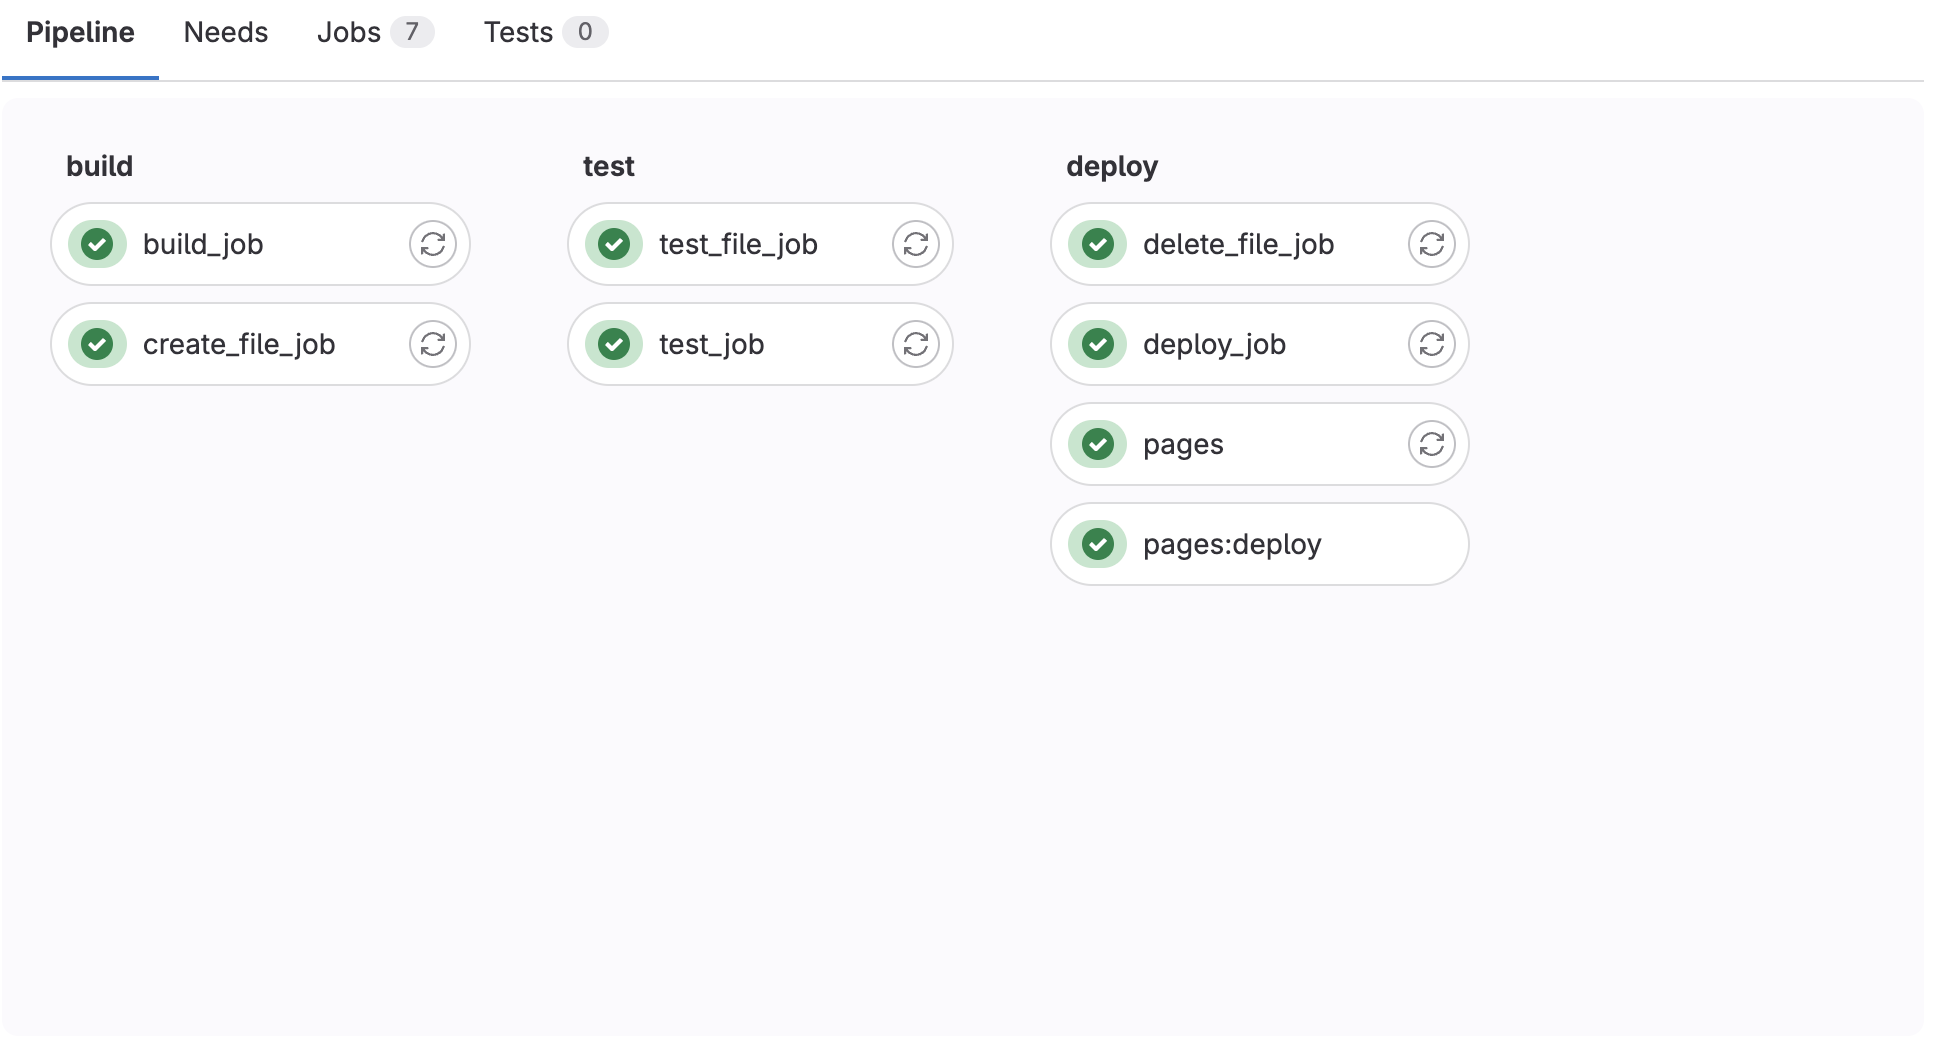 Pipeline Needs Jobs 7 Tests 0
build
build_job
create_file_job
test
test_file_job
test_job
deploy
delete_file_job
deploy_job
pages
pages:deploy